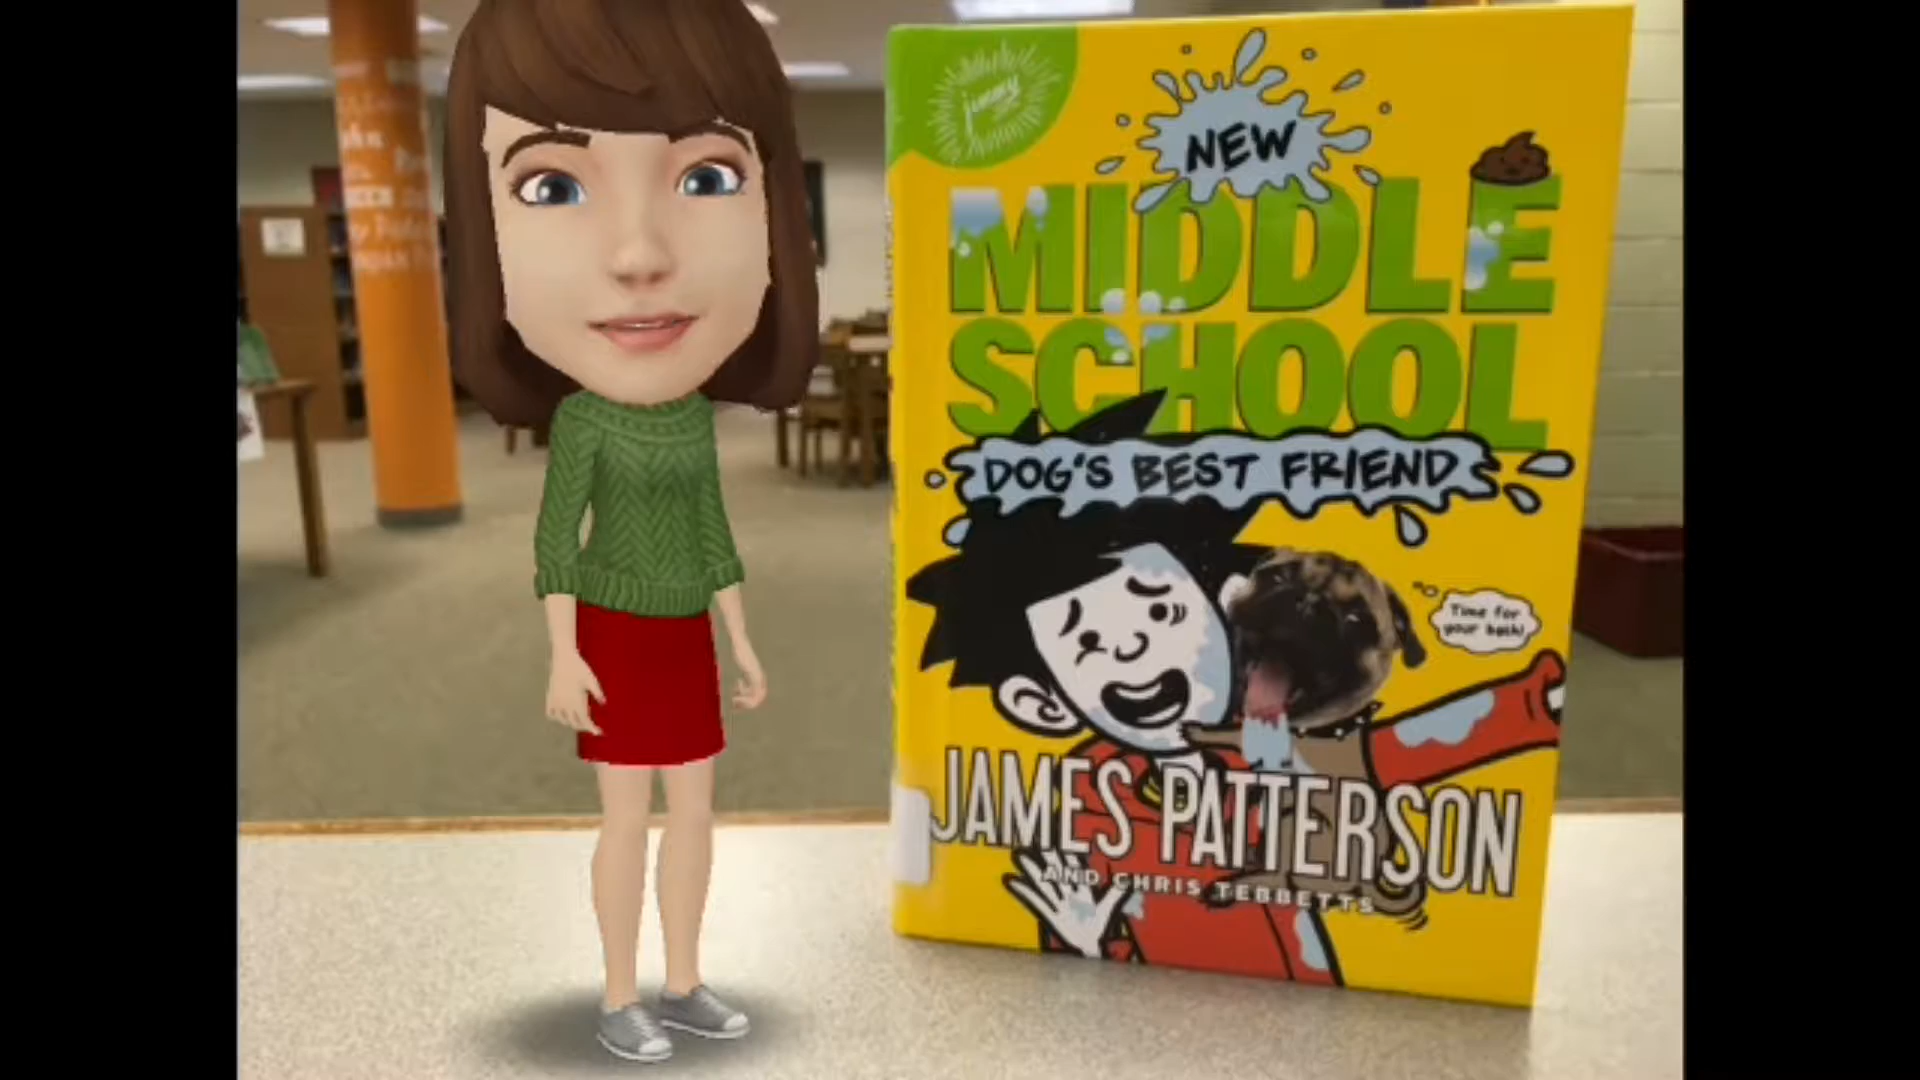 jimmy
NEW
MIDDLE
SCHOOL
DOG'S BEST FRIEND
Time for
your bath!
JAMES PATTERSON
AND CHRIS TEBBETTS